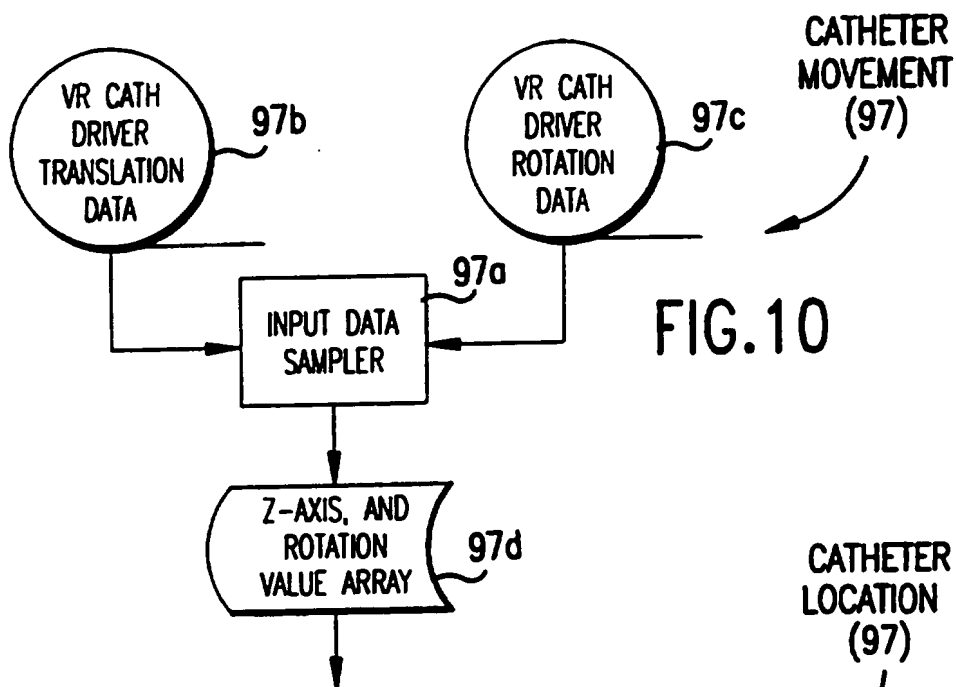 VR CATH
DRIVER
TRANSLATION
DATA
97b
VR CATH
DRIVER
ROTATION
DATA
97c
CATHETER
MOVEMENT
(97)
INPUT DATA
SAMPLER
97a
FIG.10
Z-AXIS, AND
ROTATION
VALUE ARRAY
97d
CATHETER
LOCATION
(97)